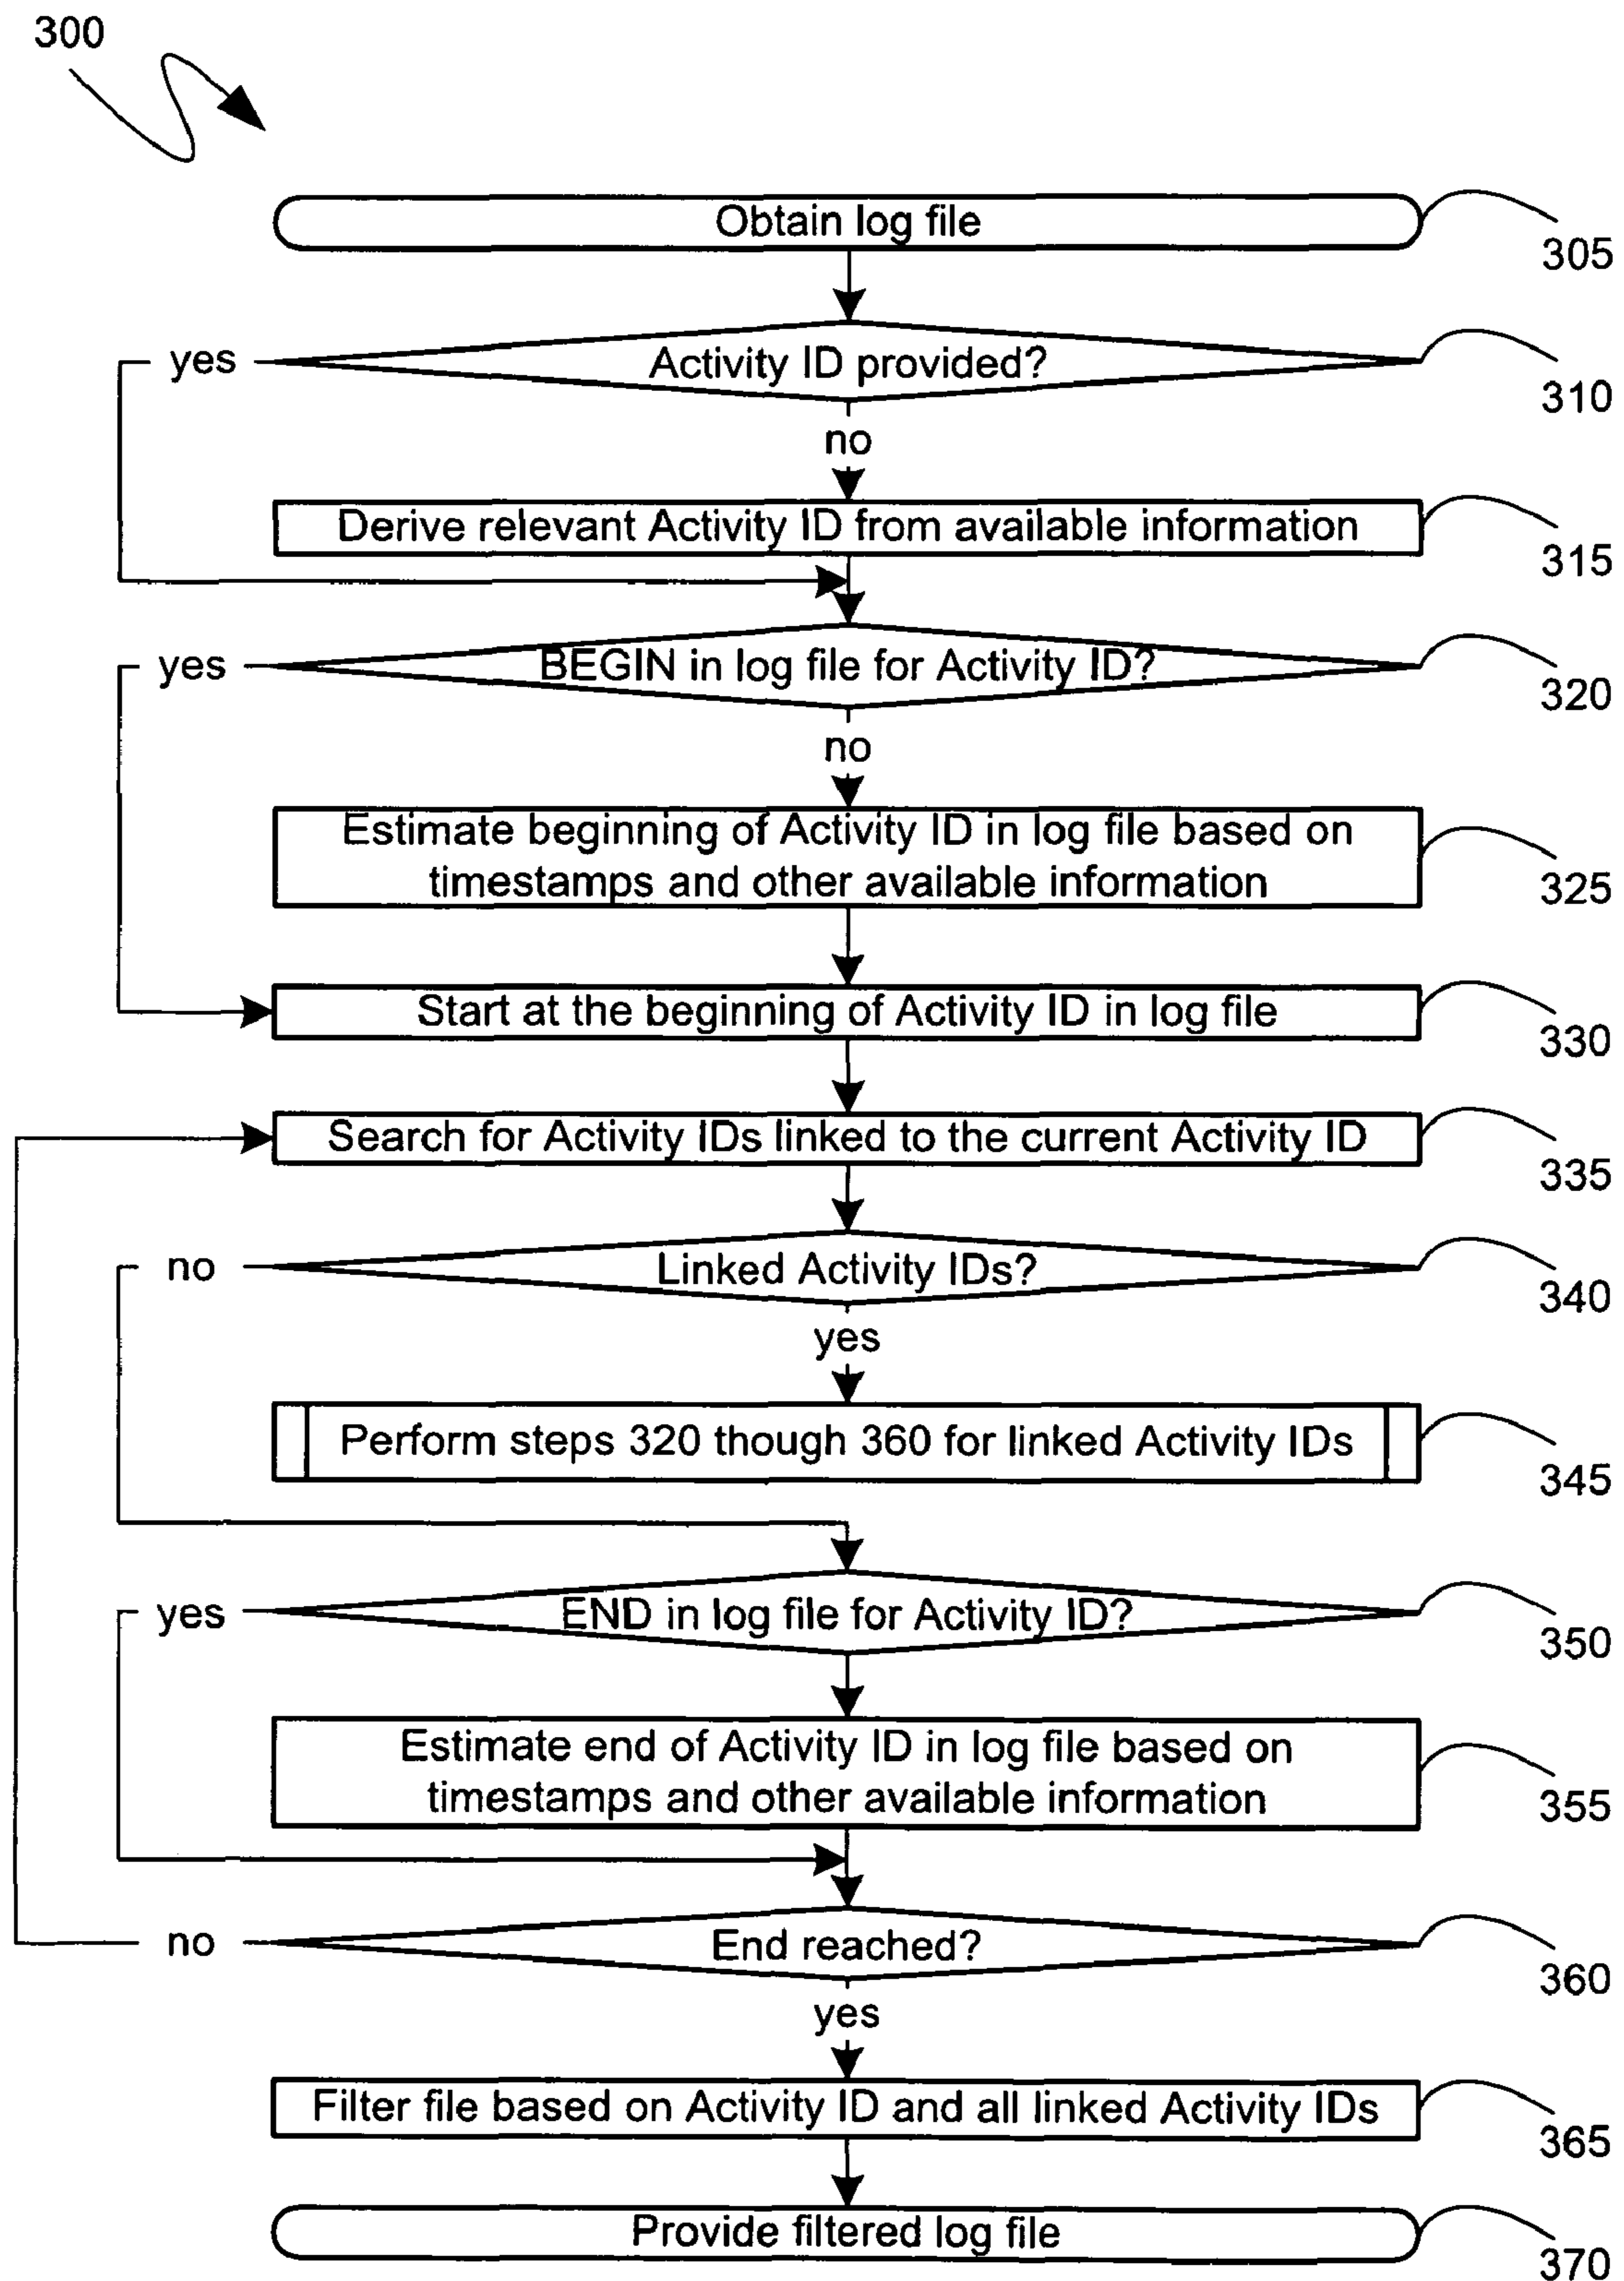 300
Obtain log file
305
yes
Activity ID provided?
310
no
Derive relevant Activity ID from available information
315
yes
BEGIN in log file for Activity ID?
320
no
Estimate beginning of Activity ID in log file based on
timestamps and other available information
325
Start at the beginning of Activity ID in log file
330
Search for Activity IDs linked to the current Activity ID
335
no
Linked Activity IDs?
340
yes
Perform steps 320 though 360 for linked Activity IDs
345
yes
END in log file for Activity ID?
350
Estimate end of Activity ID in log file based on
timestamps and other available information
355
no
End reached?
360
yes
Filter file based on Activity ID and all linked Activity IDs
365
Provide filtered log file
370